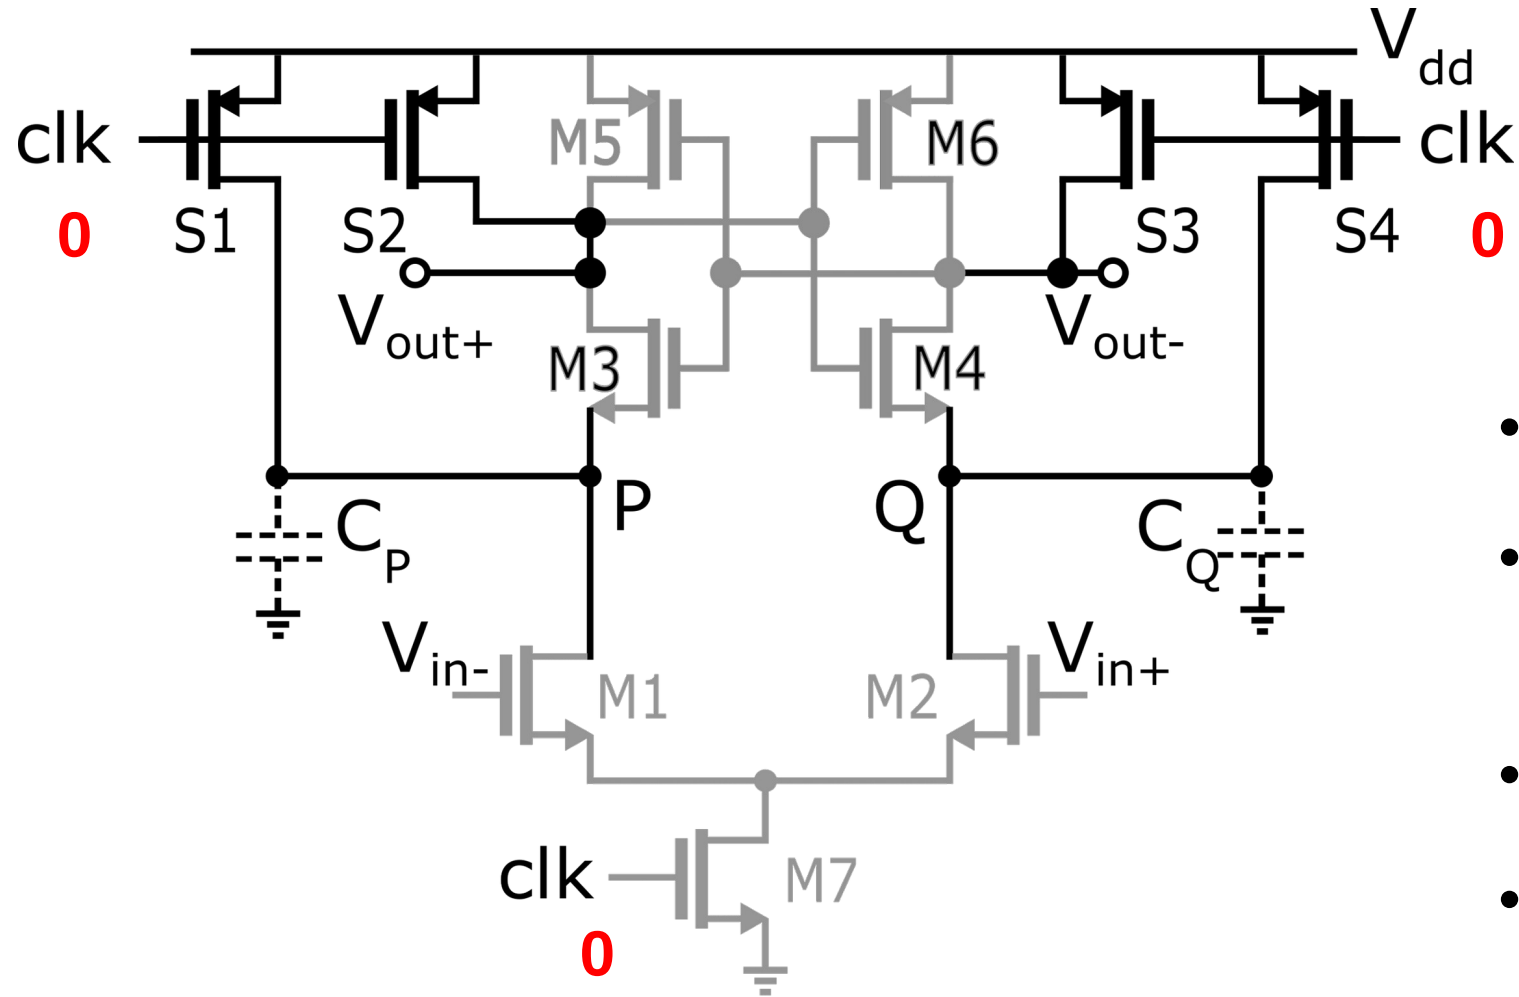 Vdd
clk
clk
M5
M6
0
S1
S2
S3
S4
0
Vout+
Vout-
M3
M4
P
Q
CP
CQ
Vin-
Vin+
M1
M2
clk
M7
0